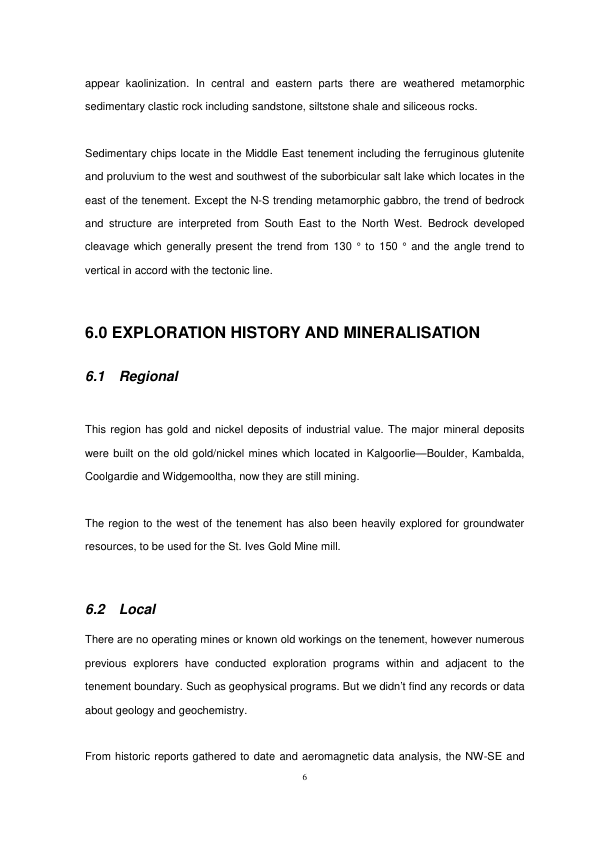 appear kaolinization. In central and eastern parts there are weathered metamorphic
sedimentary clastic rock including sandstone, siltstone shale and siliceous rocks.
Sedimentary chips locate in the Middle East tenement including the ferruginous glutenite
and proluvium to the west and southwest of the suborbicular salt lake which locates in the
east of the tenement. Except the N-S trending metamorphic gabbro, the trend of bedrock
and structure are interpreted from South East to the North West. Bedrock developed
cleavage which generally present the trend from 130 ° to 150 ° and the angle trend to
vertical in accord with the tectonic line.
6.0 EXPLORATION HISTORY AND MINERALISATION
6.1 Regional
This region has gold and nickel deposits of industrial value. The major mineral deposits
were built on the old gold/nickel mines which located in Kalgoorlie—Boulder, Kambalda,
Coolgardie and Widgemooltha, now they are still mining.
The region to the west of the tenement has also been heavily explored for groundwater
resources, to be used for the St. Ives Gold Mine mill.
6.2 Local
There are no operating mines or known old workings on the tenement, however numerous
previous explorers have conducted exploration programs within and adjacent to the
tenement boundary. Such as geophysical programs. But we didn't find any records or data
about geology and geochemistry.
From historic reports gathered to date and aeromagnetic data analysis, the NW-SE and
6